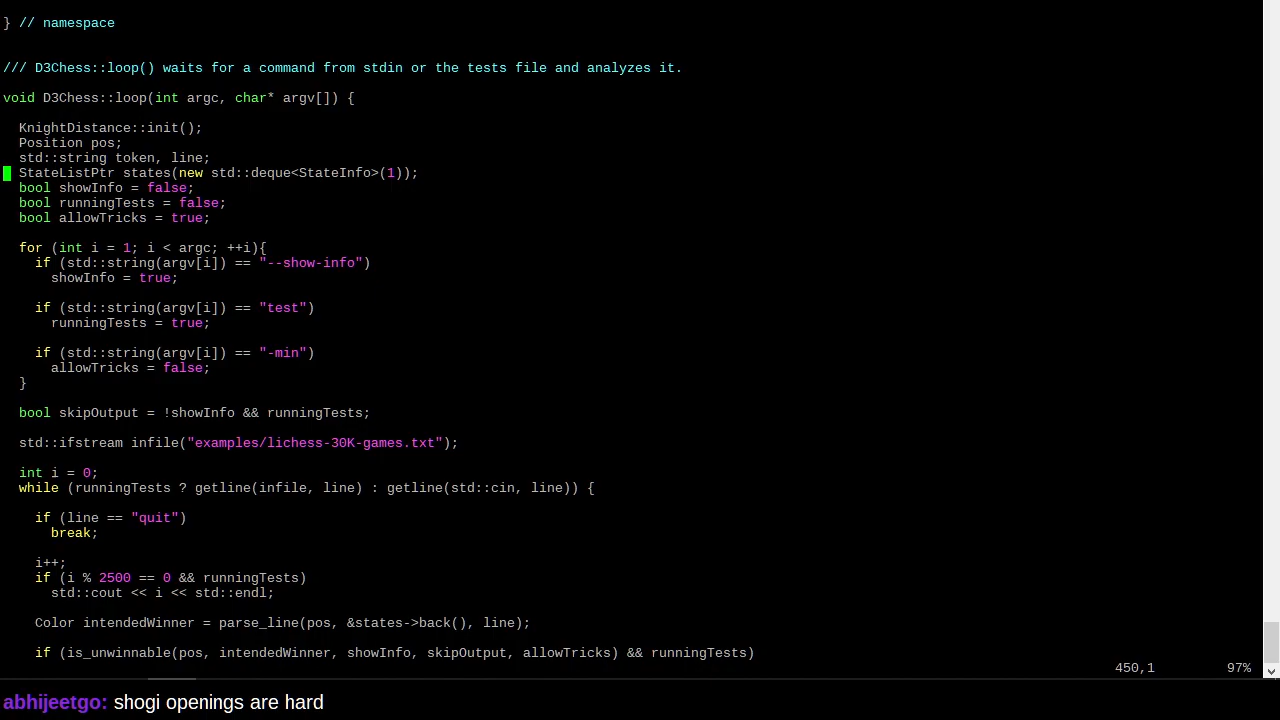 } // namespace
/// D3Chess::loop() waits for a command from stdin or the tests file and analyzes it.
void D3Chess::loop(int argc, char* argv[]) {
  KnightDistance::init();
  Position pos;
  std::string token, line;
  StateListPtr states(new std::deque<StateInfo>(1));
  bool showInfo = false;
  bool runningTests = false;
  bool allowTricks = true;
  for (int i = 1; i < argc; ++i){
    if (std::string(argv[i]) == "--show-info")
      showInfo = true;
    if (std::string(argv[i]) == "test")
      runningTests = true;
    if (std::string(argv[i]) == "-min")
      allowTricks = false;
  }
  bool skipOutput = !showInfo && runningTests;
  std::ifstream infile("examples/lichess-30K-games.txt");
  int i = 0;
  while (runningTests ? getline(infile, line) : getline(std::cin, line)) {
    if (line == "quit")
      break;
    i++;
    if (i % 2500 == 0 && runningTests)
      std::cout << i << std::endl;
    Color intendedWinner = parse_line(pos, &states->back(), line);
    if (is_unwinnable(pos, intendedWinner, showInfo, skipOutput, allowTricks) && runningTests)
450,1 97%
abhijeetgo: shogi openings are hard